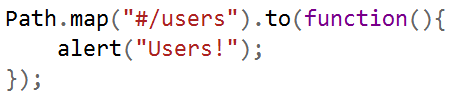 Path.map("#/users").to(function(){
    alert("Users!");
});